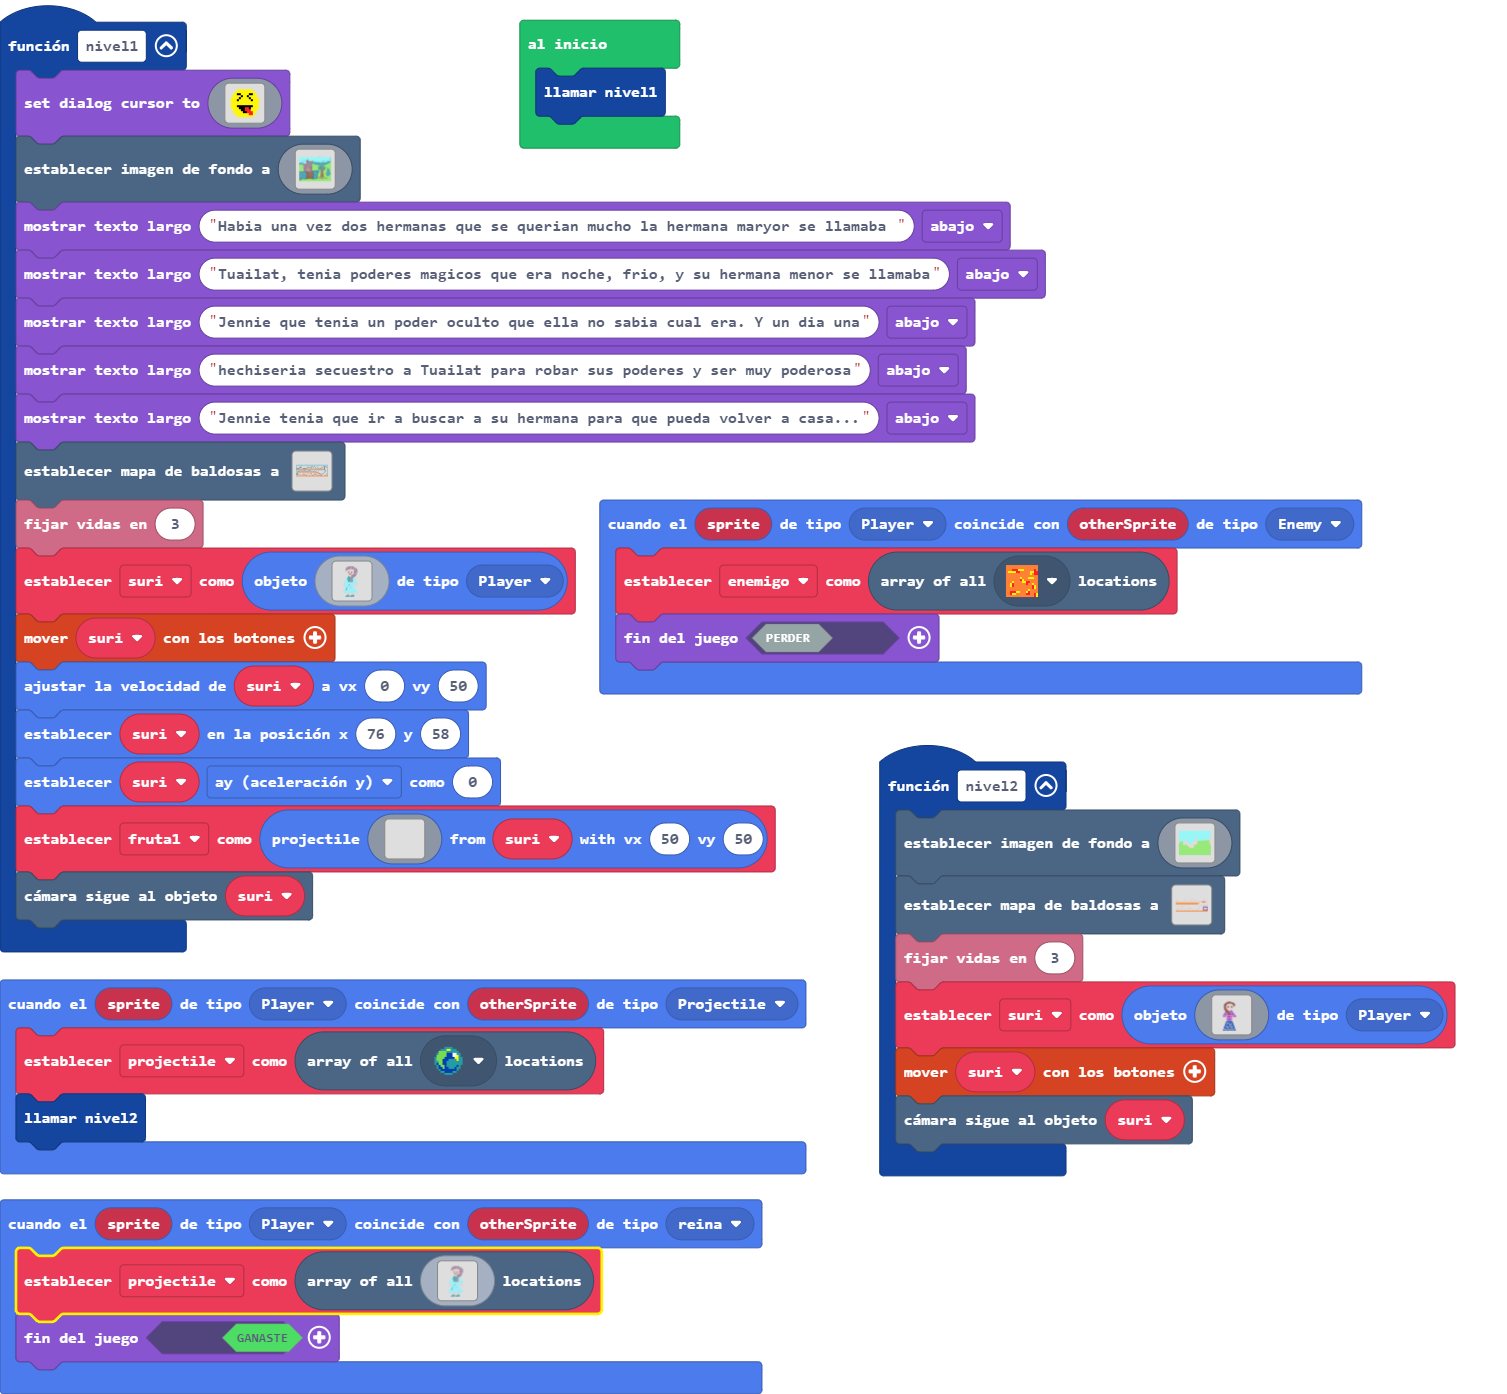 función nivel1
set dialog cursor to
establecer imagen de fondo a
mostrar texto largo "Habia una vez dos hermanas que se querian mucho la hermana maryor se llamaba " abajo
mostrar texto largo "Tuailat, tenia poderes magicos que era noche, frio, y su hermana menor se llamaba" abajo
mostrar texto largo "Jennie que tenia un poder oculto que ella no sabia cual era. Y un dia una" abajo
mostrar texto largo "hechiseria secuestro a Tuailat para robar sus poderes y ser muy poderosa" abajo
mostrar texto largo "Jennie tenia que ir a buscar a su hermana para que pueda volver a casa..." abajo
establecer mapa de baldosas a
fijar vidas en 3
establecer suri como objeto de tipo Player
mover suri con los botones
ajustar la velocidad de suri a vx 0 vy 50
establecer suri en la posición x 76 y 58
establecer suri ay (aceleración y) como 0
establecer fruta1 como projectile from suri with vx 50 vy 50
cámara sigue al objeto suri
al inicio
llamar nivel1
cuando el sprite de tipo Player coincide con otherSprite de tipo Enemy
establecer enemigo como array of all locations
fin del juego PERDER
función nivel2
establecer imagen de fondo a
establecer mapa de baldosas a
fijar vidas en 3
establecer suri como objeto de tipo Player
mover suri con los botones
cámara sigue al objeto suri
cuando el sprite de tipo Player coincide con otherSprite de tipo Projectile
establecer projectile como array of all locations
llamar nivel2
cuando el sprite de tipo Player coincide con otherSprite de tipo reina
establecer projectile como array of all locations
fin del juego GANASTE